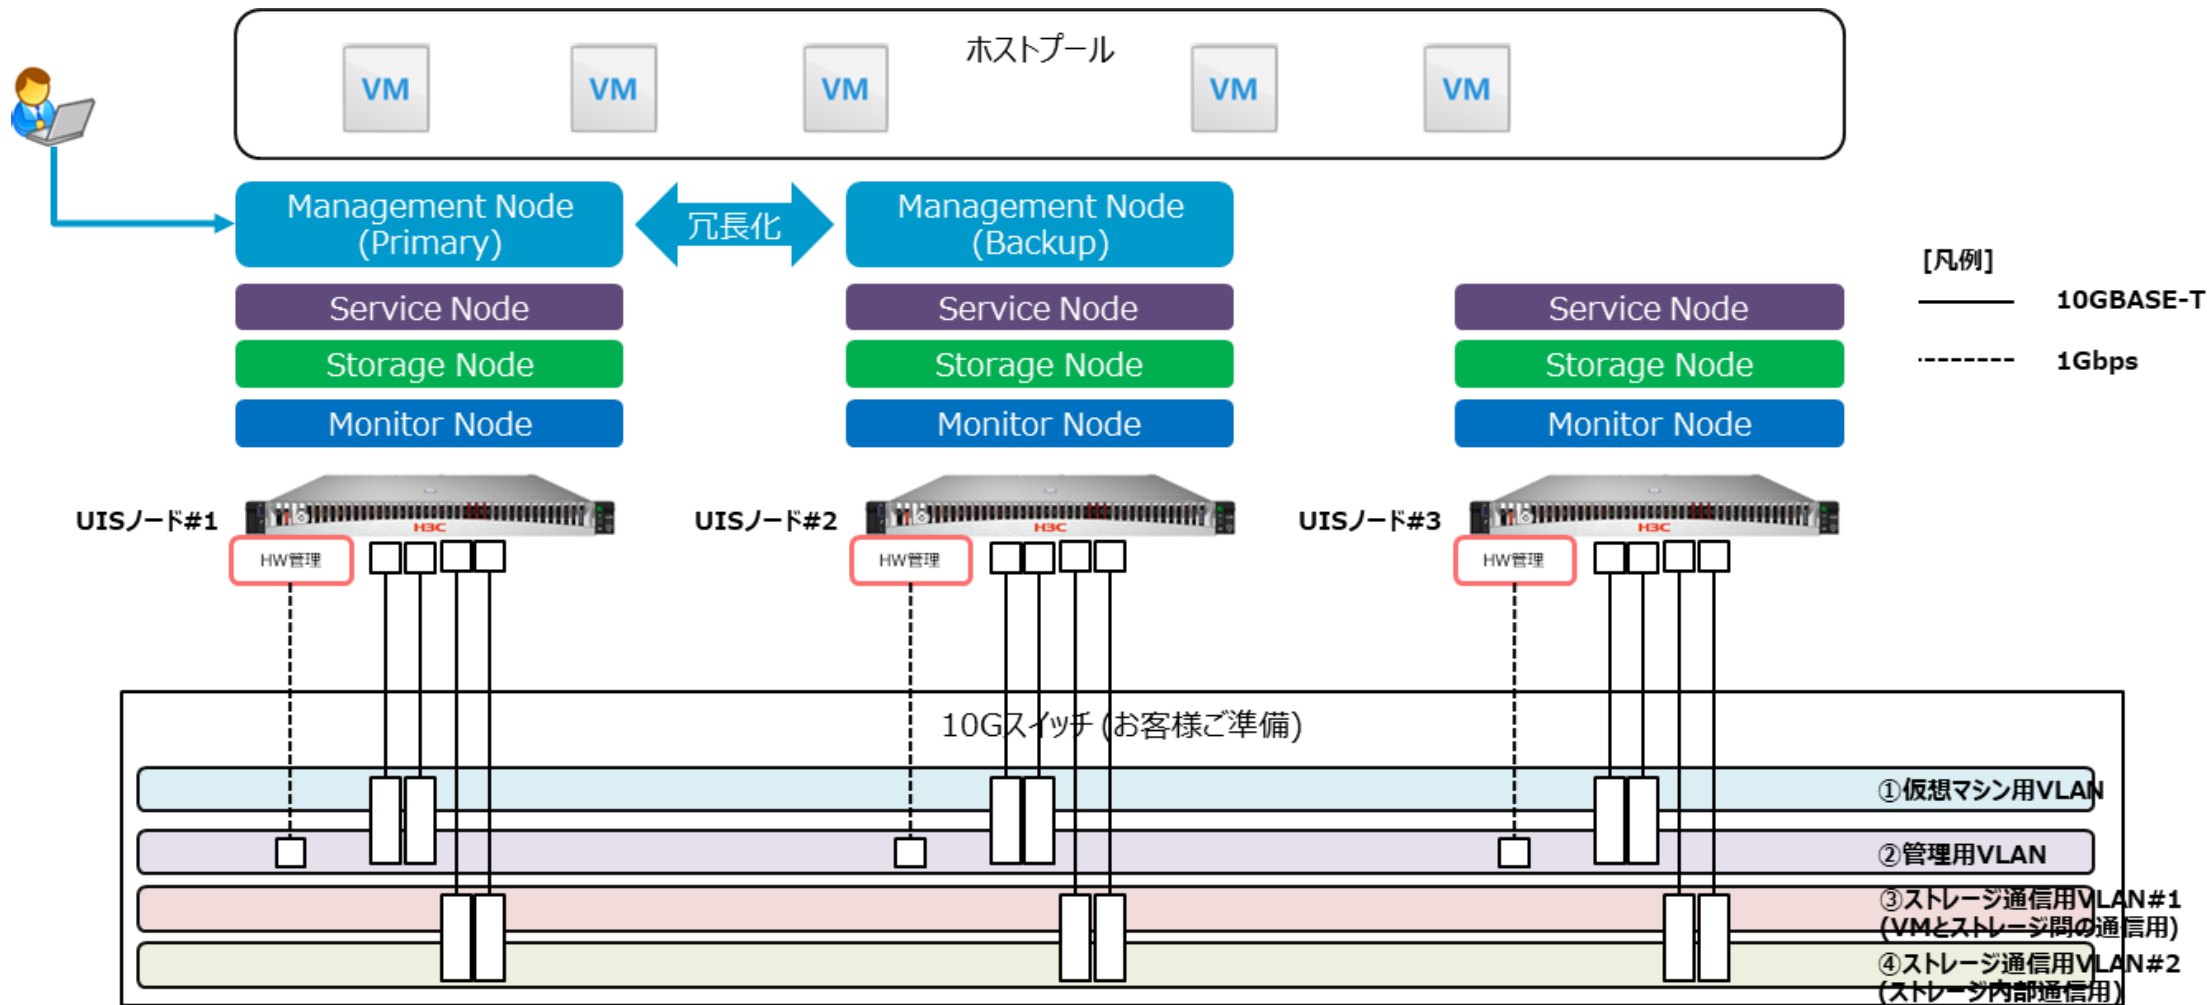 ホストプール
VM
VM
VM
VM
VM
Management Node
(Primary)
冗長化
Management Node
(Backup)
[凡例]
10GBASE-T
1Gbps
Service Node
Service Node
Service Node
Storage Node
Storage Node
Storage Node
Monitor Node
Monitor Node
Monitor Node
UISノード#1
H3C
UISノード#2
H3C
UISノード#3
H3C
HW管理
HW管理
HW管理
10Gスイッチ (お客様ご準備)
①仮想マシン用VLAN
②管理用VLAN
③ストレージ通信用VLAN#1
(VMとストレージ間の通信用)
④ストレージ通信用VLAN#2
(ストレージ内部通信用)